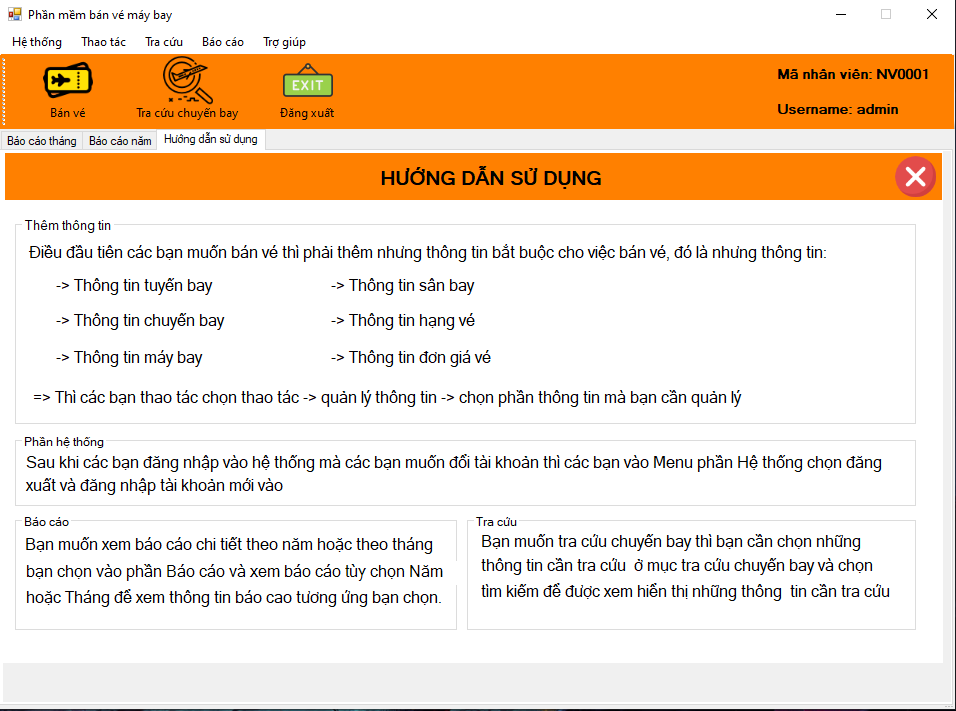 Phần mềm bán vé máy bay
Hệ thống Thao tác Tra cứu Báo cáo Trợ giúp
EXIT
Bán vé Tra cứu chuyến bay Đăng xuất
Mã nhân viên: NV0001
Username: admin
Báo cáo tháng Báo cáo năm Hướng dẫn sử dụng
HƯỚNG DẪN SỬ DỤNG
Thêm thông tin
Điều đầu tiên các bạn muốn bán vé thì phải thêm nhưng thông tin bắt buộc cho việc bán vé, đó là nhưng thông tin:
-> Thông tin tuyến bay -> Thông tin sân bay
-> Thông tin chuyến bay -> Thông tin hạng vé
-> Thông tin máy bay -> Thông tin đơn giá vé
=> Thì các bạn thao tác chọn thao tác -> quản lý thông tin -> chọn phần thông tin mà bạn cần quản lý
Phần hệ thống
Sau khi các bạn đăng nhập vào hệ thống mà các bạn muốn đổi tài khoản thì các bạn vào Menu phần Hệ thống chọn đăng
xuất và đăng nhập tài khoản mới vào
Báo cáo
Bạn muốn xem báo cáo chi tiết theo năm hoặc theo tháng
bạn chọn vào phần Báo cáo và xem báo cáo tùy chọn Năm
hoặc Tháng để xem thông tin báo cao tương ứng bạn chọn.
Tra cứu
Bạn muốn tra cứu chuyến bay thì bạn cần chọn những
thông tin cần tra cứu ở mục tra cứu chuyến bay và chọn
tìm kiếm để được xem hiển thị những thông tin cần tra cứu